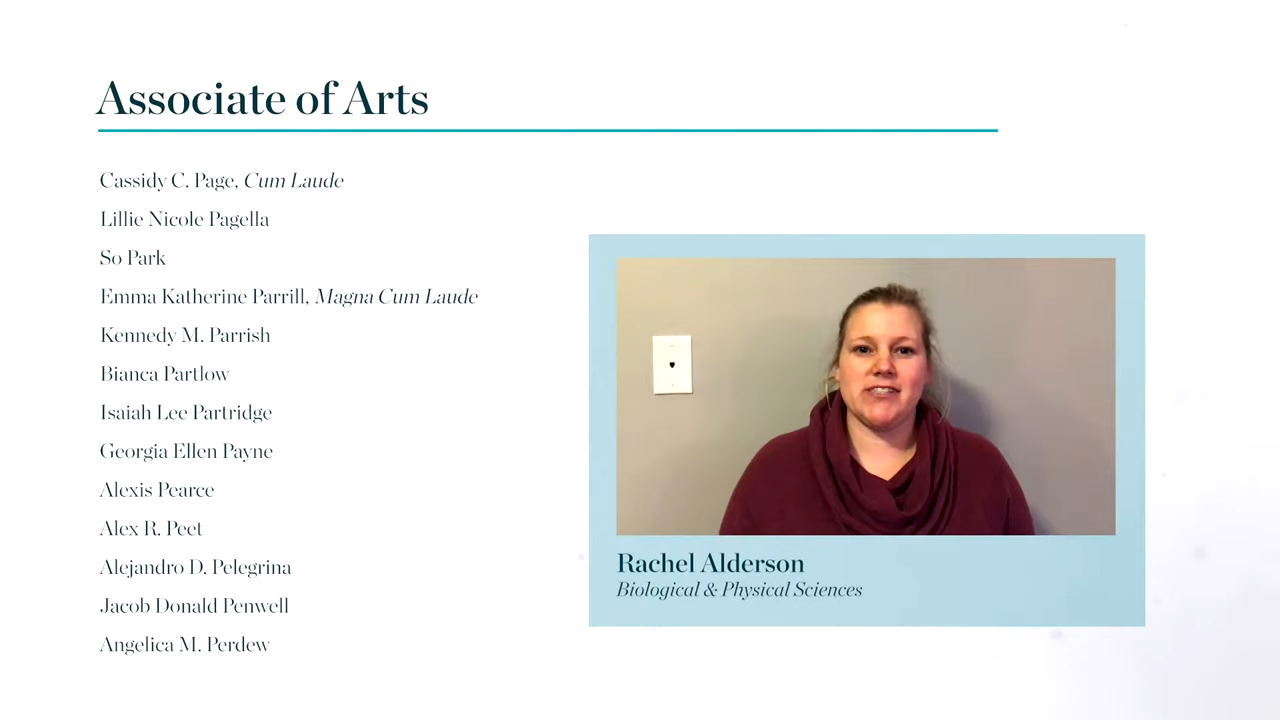 Associate of Arts
Cassidy C. Page, Cum Laude
Lillie Nicole Pagella
So Park
Emma Katherine Parrill, Magna Cum Laude
Kennedy M. Parrish
Bianca Partlow
Isaiah Lee Partridge
Georgia Ellen Payne
Alexis Pearce
Alex R. Peet
Alejandro D. Pelegrina
Jacob Donald Penwell
Angelica M. Perdew
Rachel Alderson
Biological & Physical Sciences